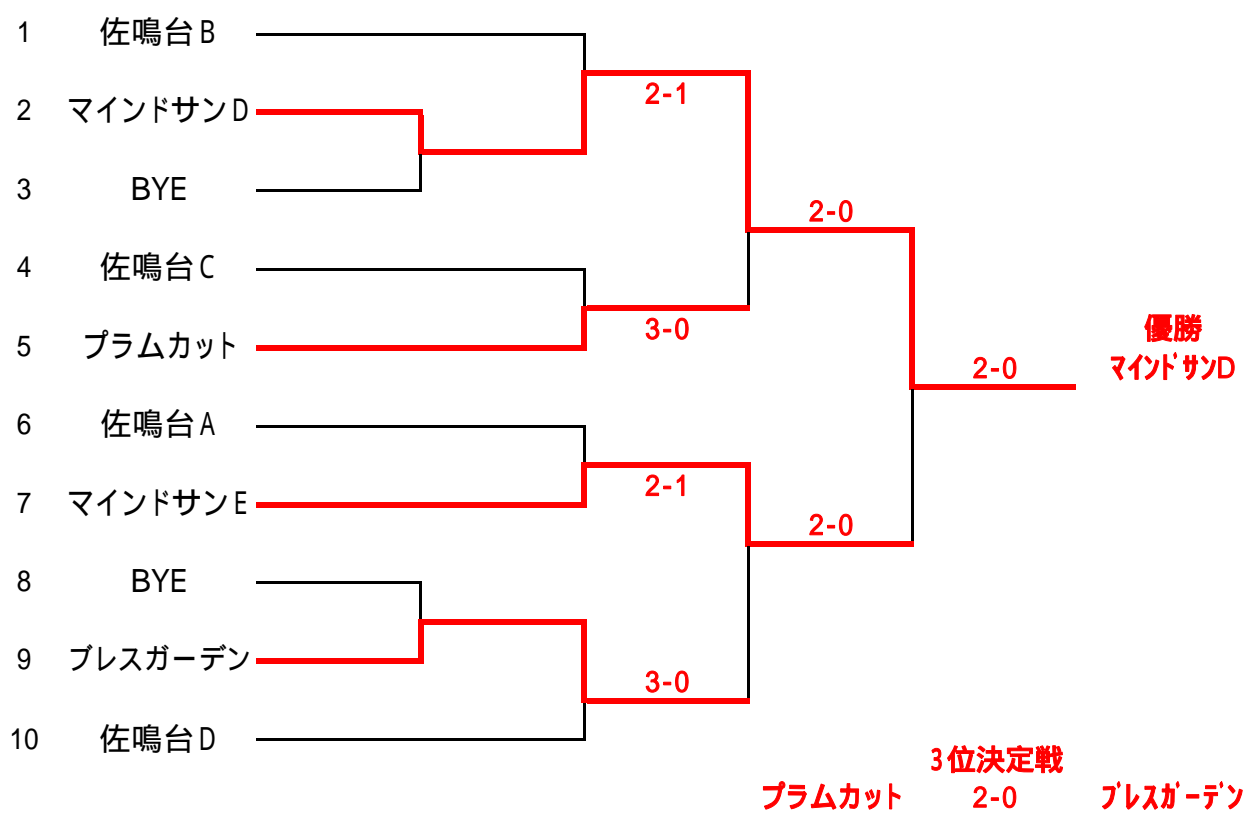 1 佐鳴台B
2-1
2 マインドサンD
3 BYE
2-0
4 佐鳴台C
3-0
5 プラムカット
優勝
ﾏｲﾝﾄﾞｻﾝD
2-0
6 佐鳴台A
2-1
7 マインドサンE
2-0
8 BYE
9 ブレスガーデン
3-0
10 佐鳴台D
3位決定戦
プラムカット 2-0 ﾌﾞﾚｽｶﾞｰﾃﾞﾝ